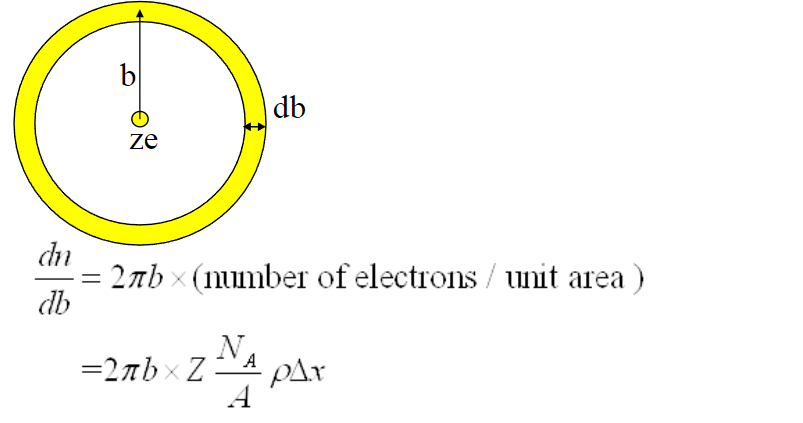 b
db
ze
dn/db = 2πb × (number of electrons / unit area )
=2πb × Z N_A/A ρΔx